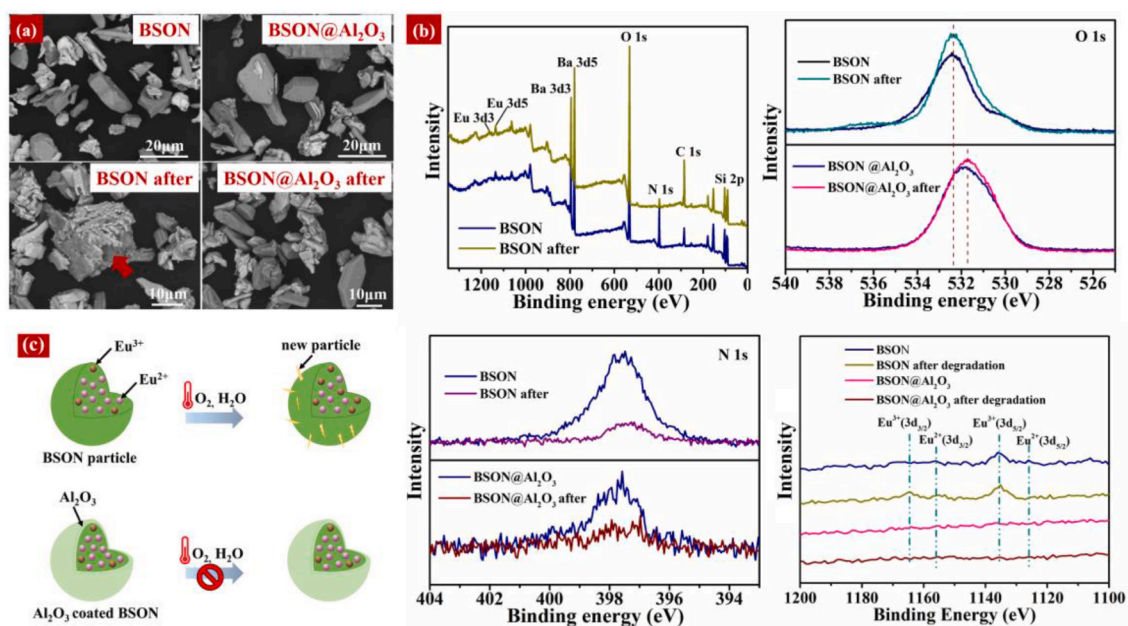 (a)
BSON
BSON@Al₂O₃
20μm
20μm
BSON after
BSON@Al₂O₃ after
10μm
10μm
(b)
O 1s
Ba 3d5
Ba 3d3
Eu 3d5
Eu 3d3
C 1s
N 1s
Si 2p
BSON
BSON after
Intensity
1200 1000 800 600 400 200 0
Binding energy (eV)
O 1s
BSON
BSON after
BSON @Al₂O₃
BSON@Al₂O₃ after
Intensity
540 538 536 534 532 530 528 526
Binding energy (eV)
(c)
Eu³⁺
Eu²⁺
O₂, H₂O
new particle
BSON particle
Al₂O₃
O₂, H₂O
Al₂O₃ coated BSON
N 1s
BSON
BSON after
BSON@Al₂O₃
BSON@Al₂O₃ after
Intensity
404 402 400 398 396 394
Binding energy (eV)
BSON
BSON after degradation
BSON@Al₂O₃
BSON@Al₂O₃ after degradation
Eu³⁺(3d₃/₂)
Eu²⁺(3d₃/₂)
Eu³⁺(3d₅/₂)
Eu²⁺(3d₅/₂)
Intensity
1200 1180 1160 1140 1120 1100
Binding Energy (eV)